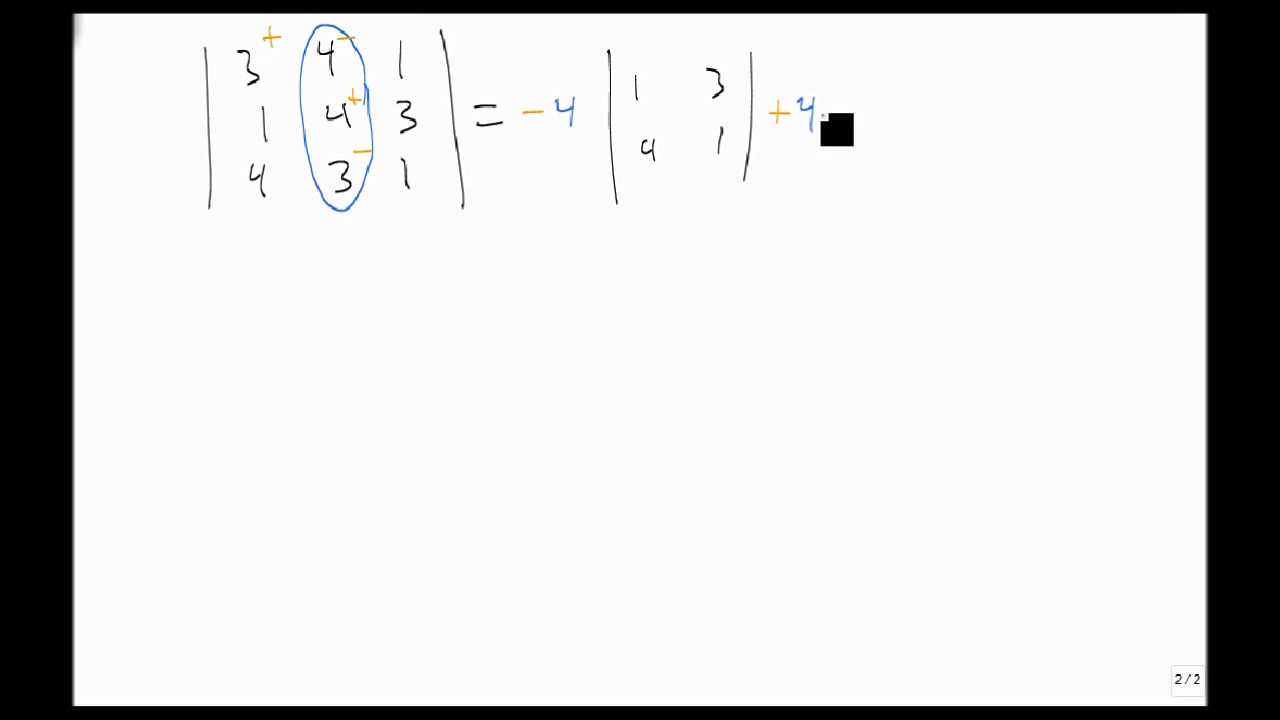 | 3⁺ 4⁻ 1 |
| 1 4⁺ 3 | = - 4 | 1 3 | + 4
| 4 3⁻ 1 | | 4 1 |
2/2